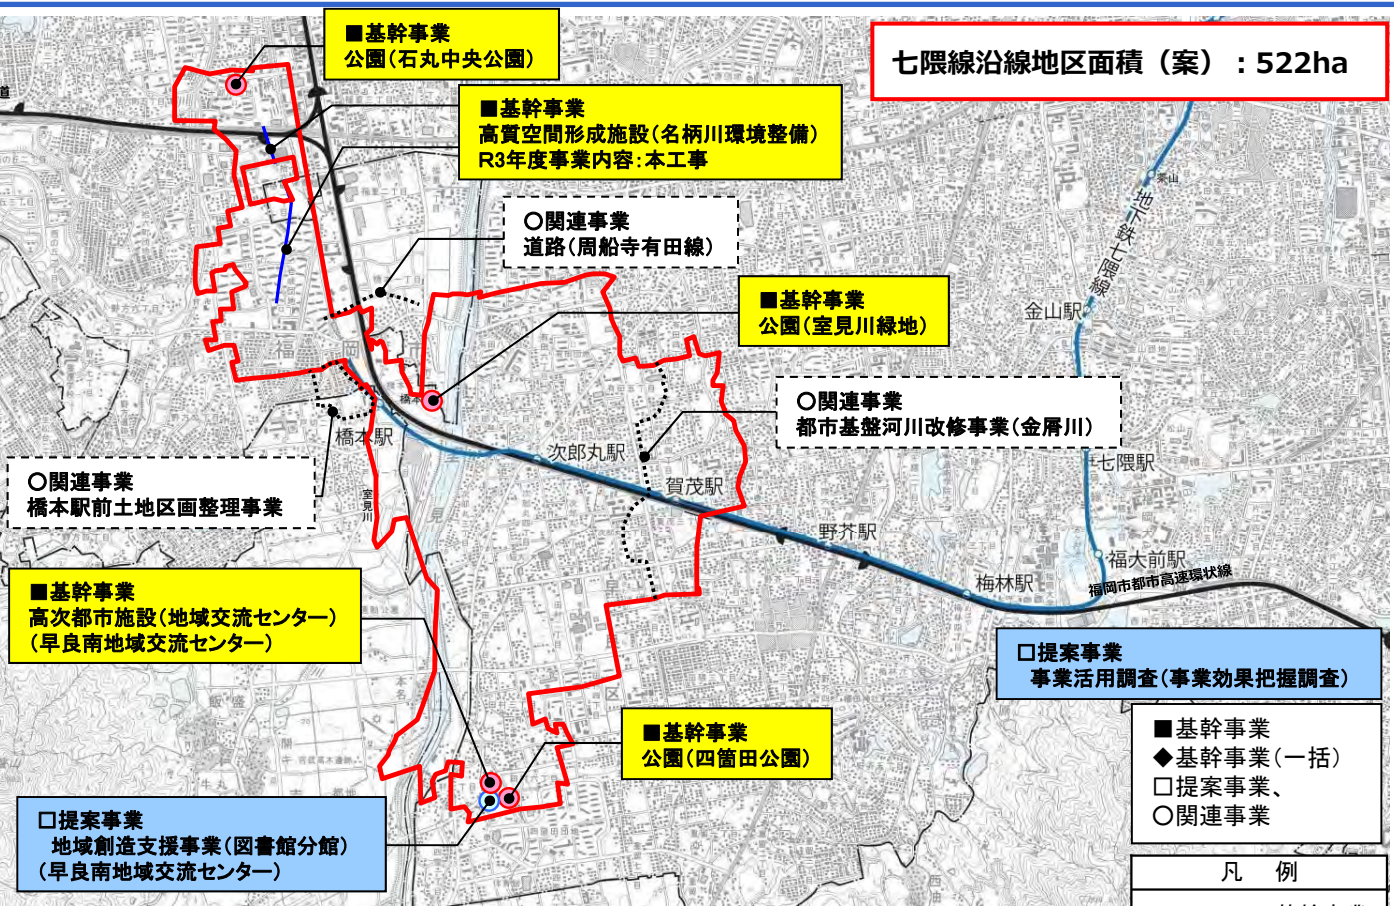 ■基幹事業
公園(石丸中央公園)
七隈線沿線地区面積（案）：522ha
道
■基幹事業
高質空間形成施設(名柄川環境整備)
R3年度事業内容:本工事
○関連事業
道路(周船寺有田線)
地下鉄七隈線
■基幹事業
公園(室見川緑地)
金山駅
福
市
○関連事業
都市基盤河川改修事業(金屑川)
橋本駅
次郎丸駅
七隈駅
○関連事業
橋本駅前土地区画整理事業
室見川
賀茂駅
野芥駅
福大前駅
梅林駅
福岡市都市高速環状線
■基幹事業
高次都市施設(地域交流センター)
(早良南地域交流センター)
□提案事業
事業活用調査(事業効果把握調査)
区
飯盛
■基幹事業
公園(四箇田公園)
■基幹事業
◆基幹事業(一括)
□提案事業、
○関連事業
□提案事業
地域創造支援事業(図書館分館)
(早良南地域交流センター)
凡　例